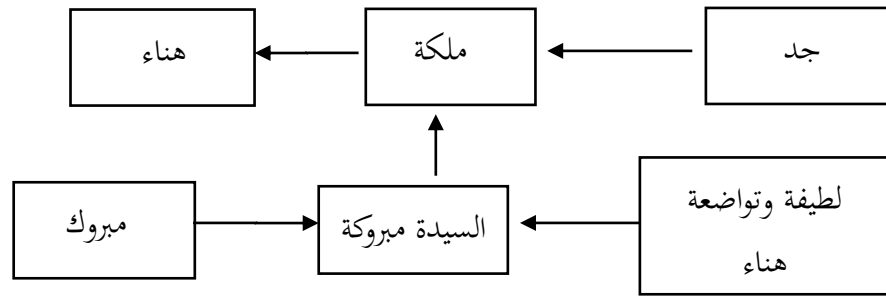 جد
ملكة
هناء
لطيفة وتواضعة
هناء
السيدة مبروكة
مبروك